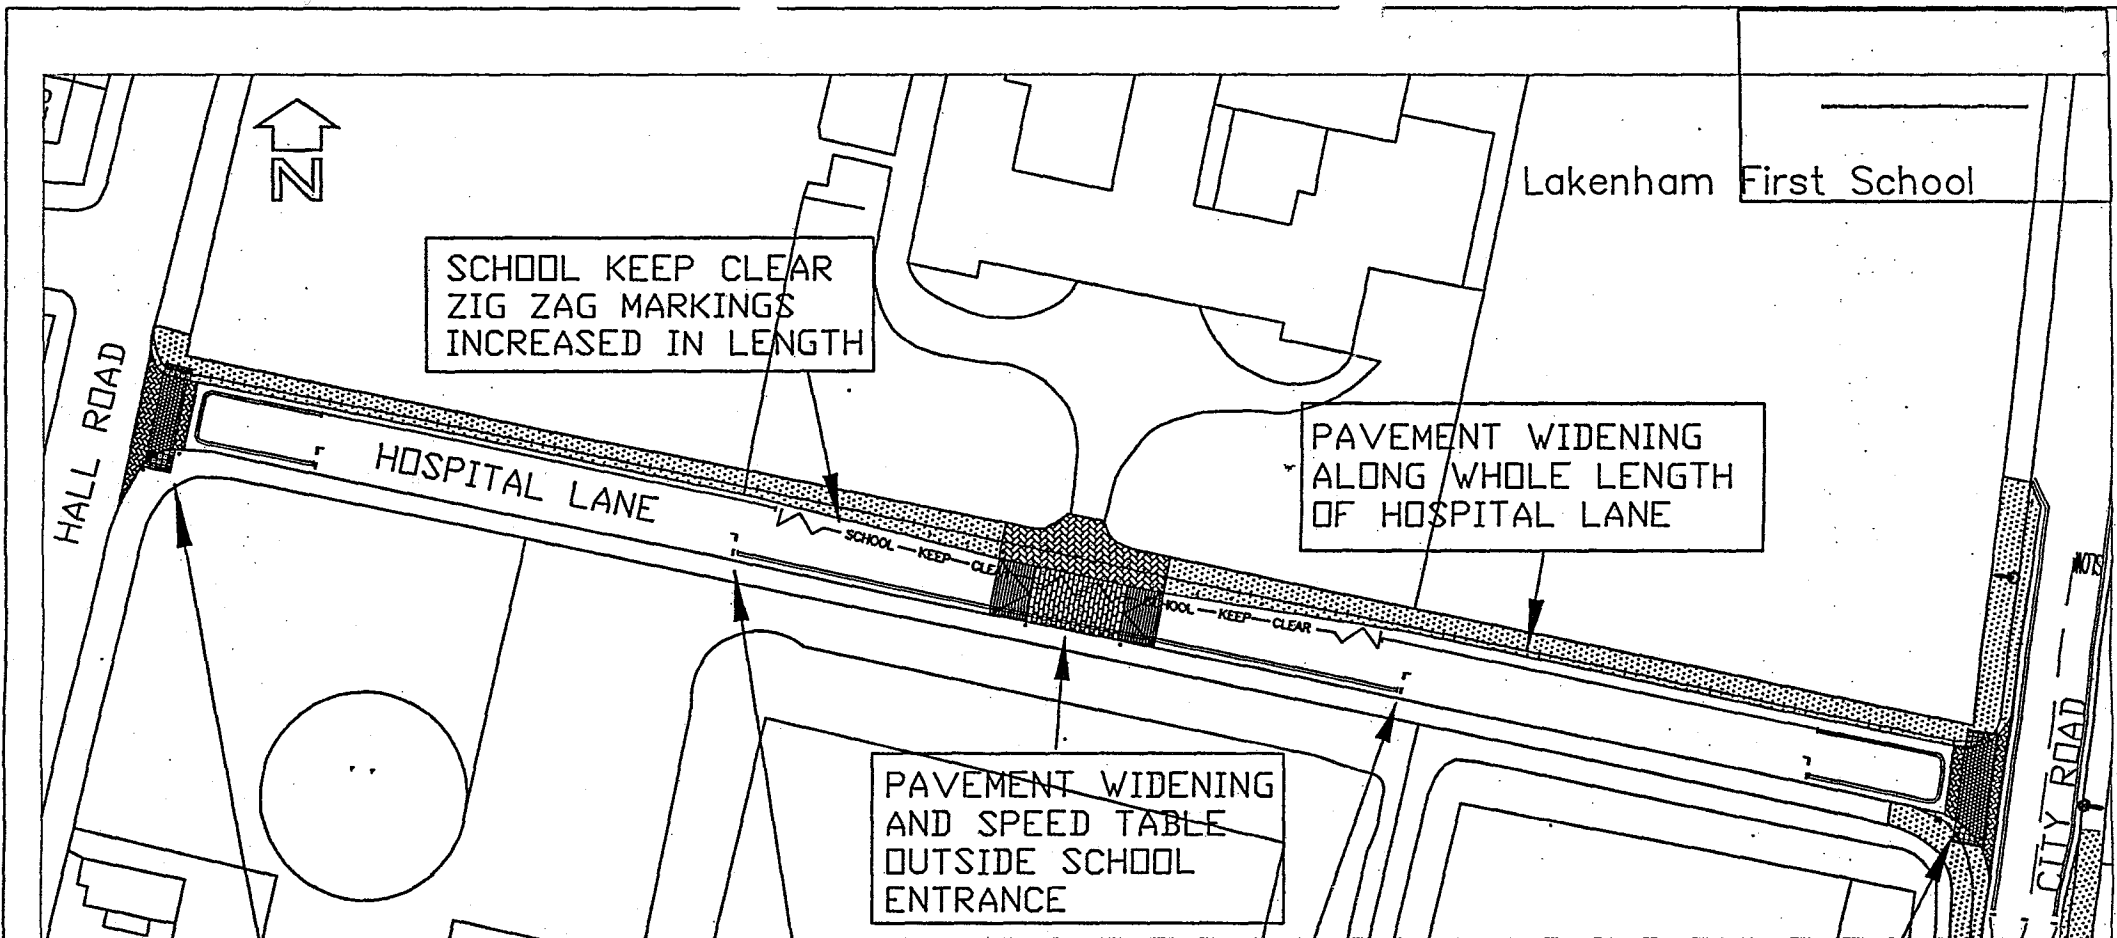 N
Lakenham First School
SCHOOL KEEP CLEAR
ZIG ZAG MARKINGS
INCREASED IN LENGTH
HALL ROAD
HOSPITAL LANE
PAVEMENT WIDENING
ALONG WHOLE LENGTH
OF HOSPITAL LANE
SCHOOL KEEP CLEA
HOOL KEEP CLEAR
PAVEMENT WIDENING
AND SPEED TABLE
OUTSIDE SCHOOL
ENTRANCE
CITY ROAD